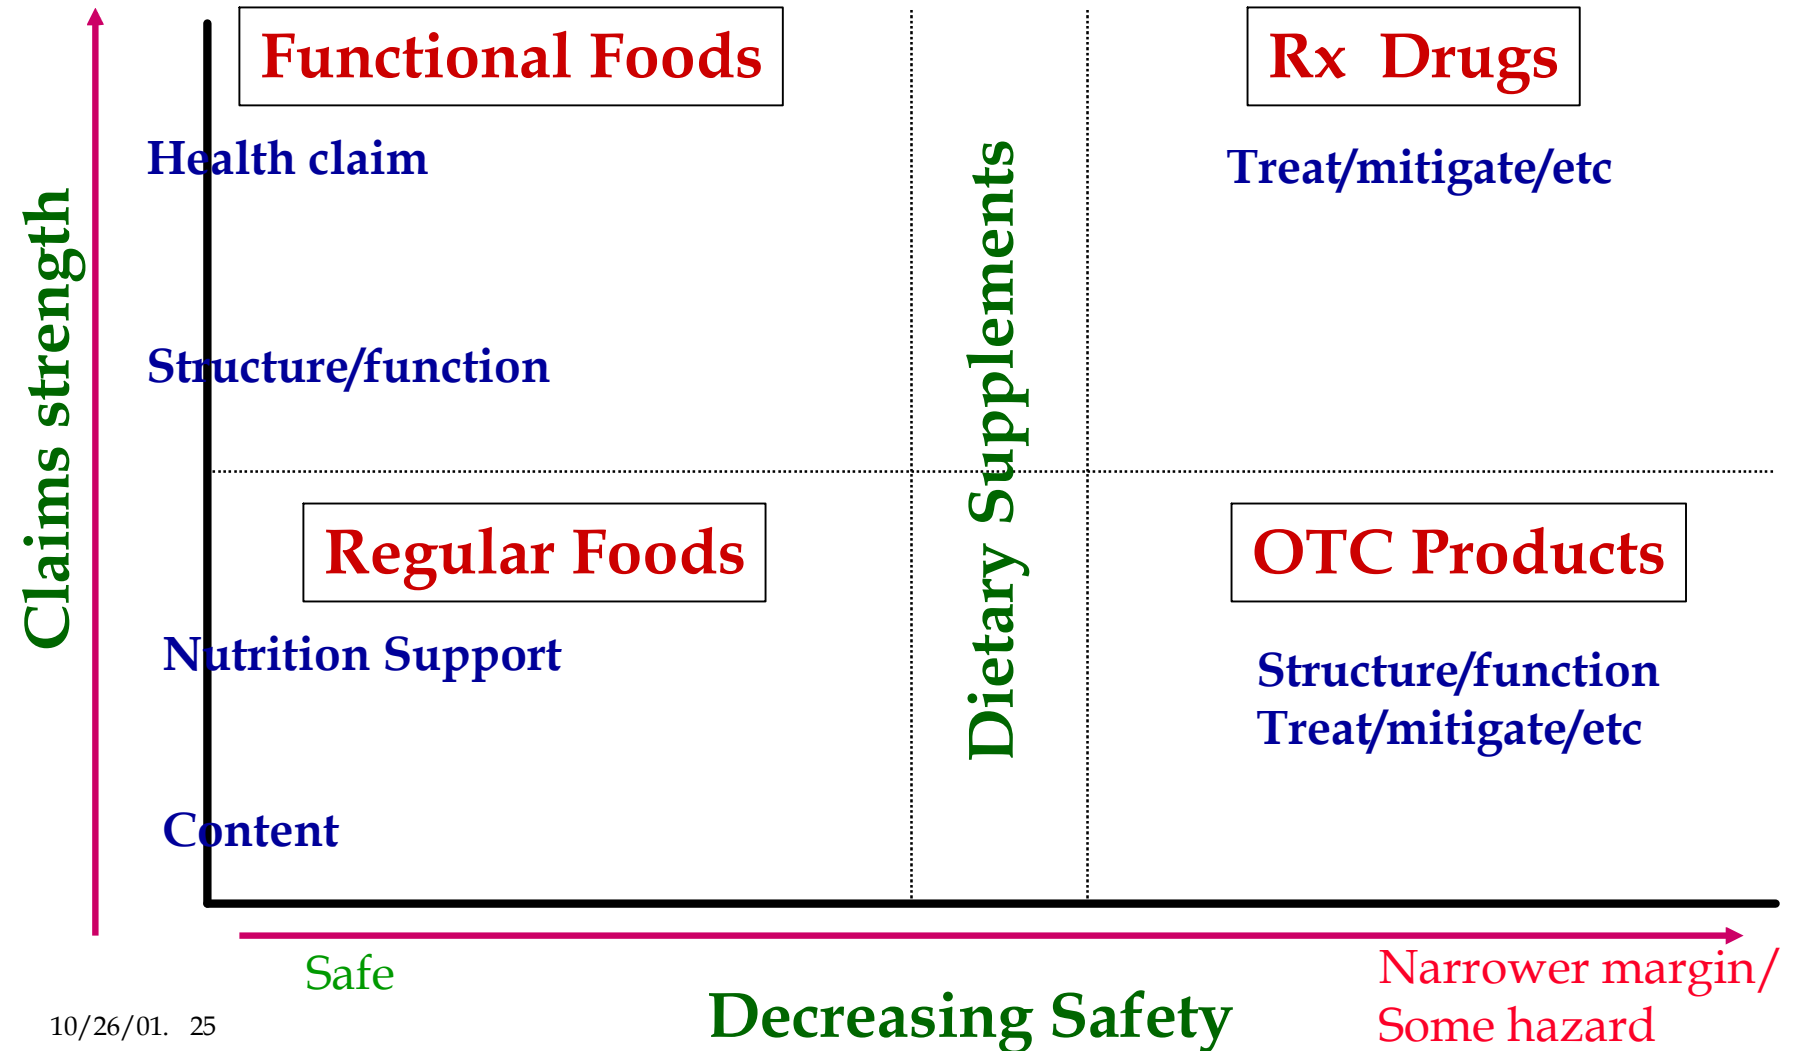 Functional Foods
Rx Drugs
Health claim
Treat/mitigate/etc
Structure/function
Claims strength
Dietary Supplements
Regular Foods
OTC Products
Nutrition Support
Structure/function
Treat/mitigate/etc
Content
Safe
Narrower margin/
Some hazard
Decreasing Safety
10/26/01. 25